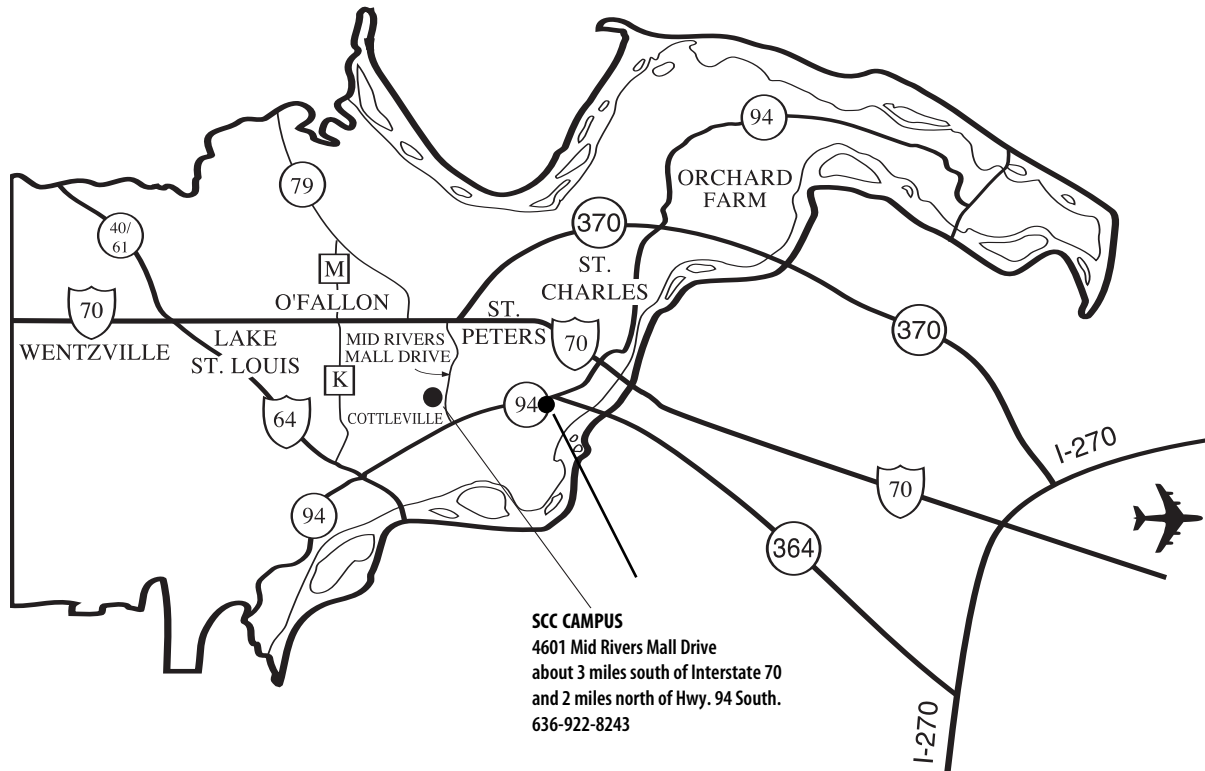 94
79
ORCHARD
FARM
40/
61
370
M
ST.
CHARLES
O'FALLON
70
ST.
PETERS
370
WENTZVILLE
LAKE
ST. LOUIS
MID RIVERS
MALL DRIVE
70
K
64
COTTLEVILLE
94
I-270
70
94
364
SCC CAMPUS
4601 Mid Rivers Mall Drive
about 3 miles south of Interstate 70
and 2 miles north of Hwy. 94 South.
636-922-8243
I-270